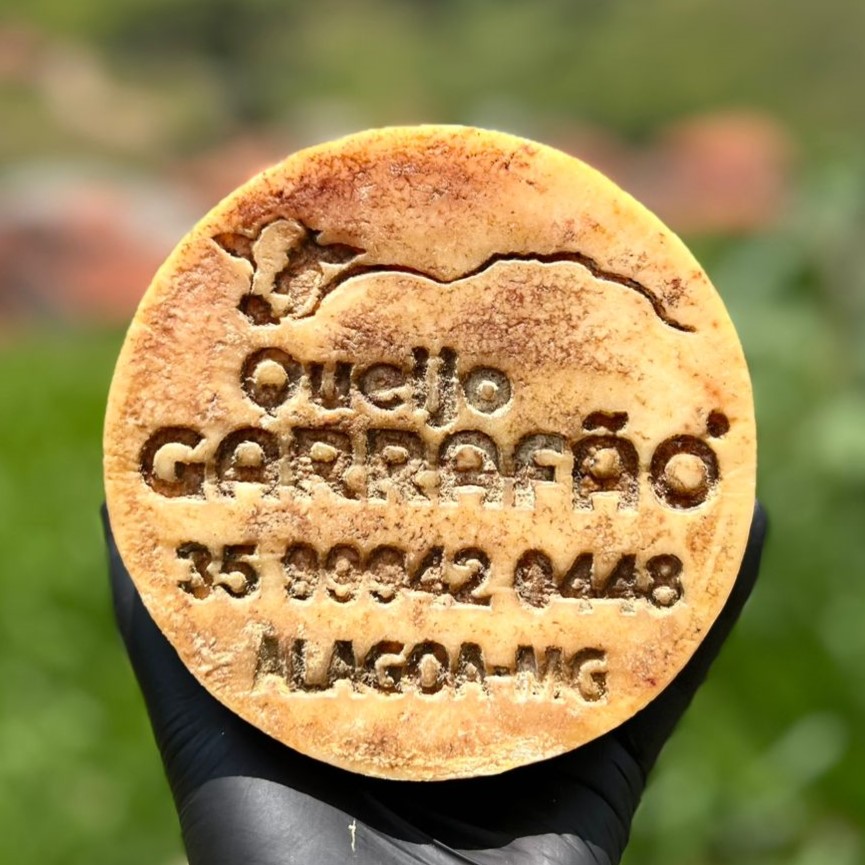 Queijo
GARRAFÃO
35 99942 0448
ALAGOA-MG